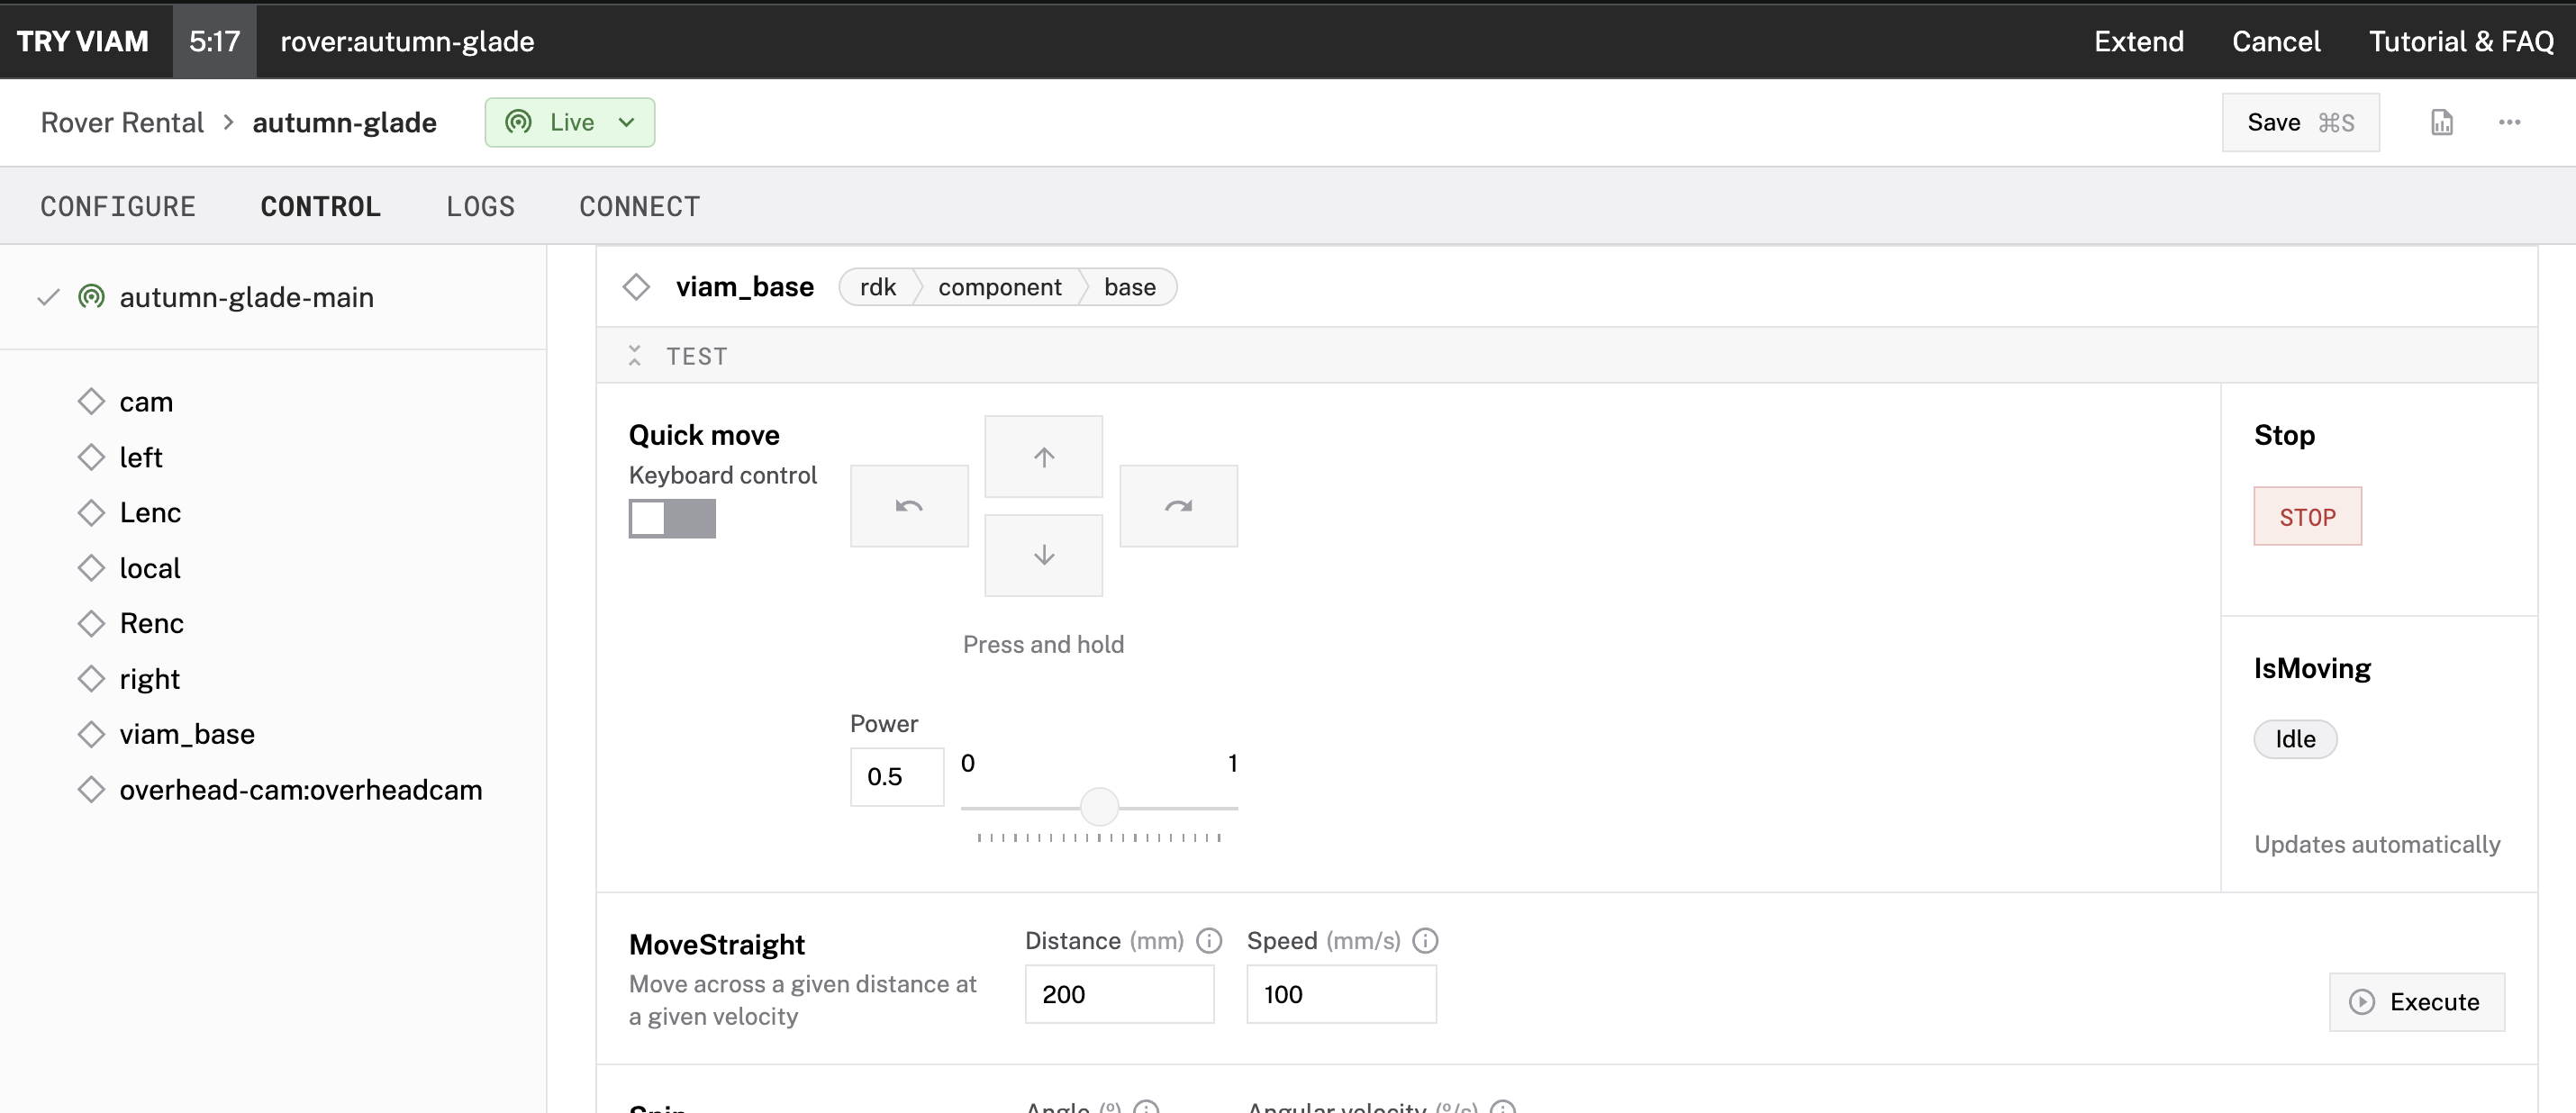 TRY VIAM 5:17 rover:autumn-glade Extend Cancel Tutorial & FAQ
Rover Rental > autumn-glade Live Save ⌘S ...
CONFIGURE CONTROL LOGS CONNECT
autumn-glade-main
cam
left
Lenc
local
Renc
right
viam_base
overhead-cam:overheadcam
viam_base rdk component base
TEST
Quick move
Keyboard control
Press and hold
Power
0.5 0 1
Stop
STOP
IsMoving
Idle
Updates automatically
MoveStraight
Move across a given distance at
a given velocity
Distance (mm) Speed (mm/s)
200 100
Execute
Spin Angle (°) Angular velocity (°/s)